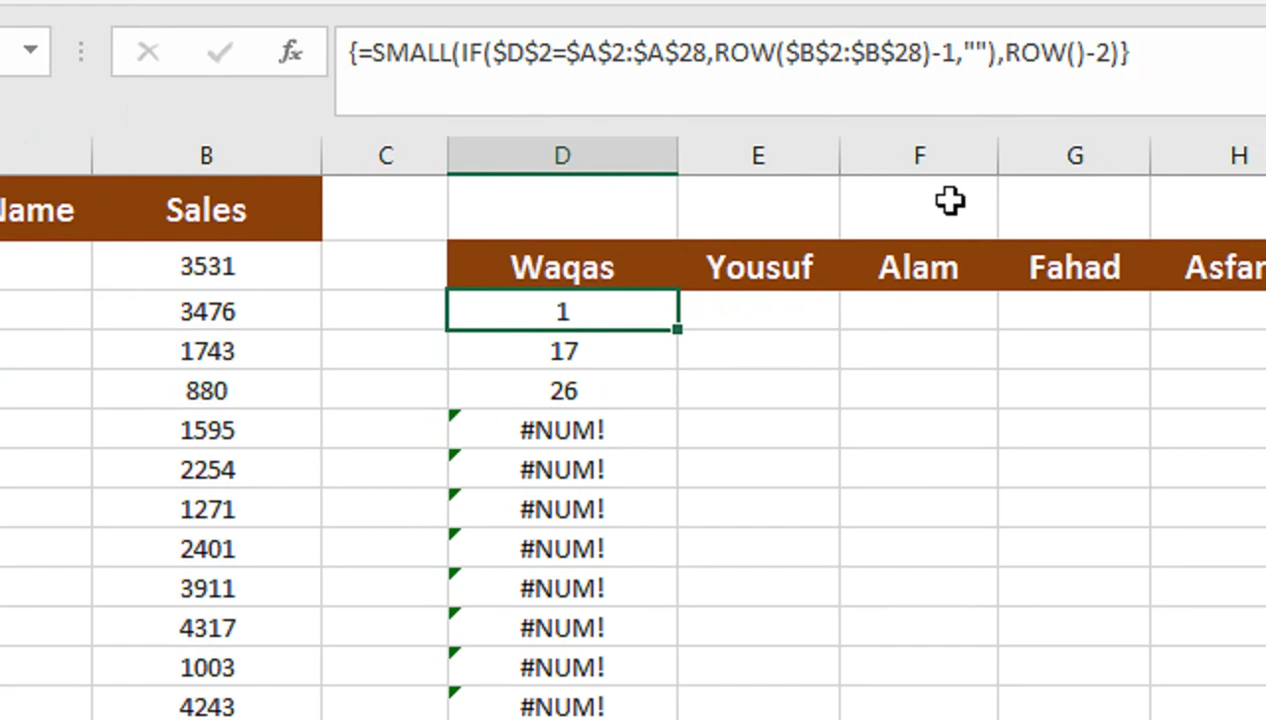 fx {=SMALL(IF($D$2=$A$2:$A$28,ROW($B$2:$B$28)-1,""),ROW()-2)}
B C D E F G H
Sales
3531 Waqas Yousuf Alam Fahad
3476 1
1743 17
880 26
1595 #NUM!
2254 #NUM!
1271 #NUM!
2401 #NUM!
3911 #NUM!
4317 #NUM!
1003 #NUM!
4243 #NUM!